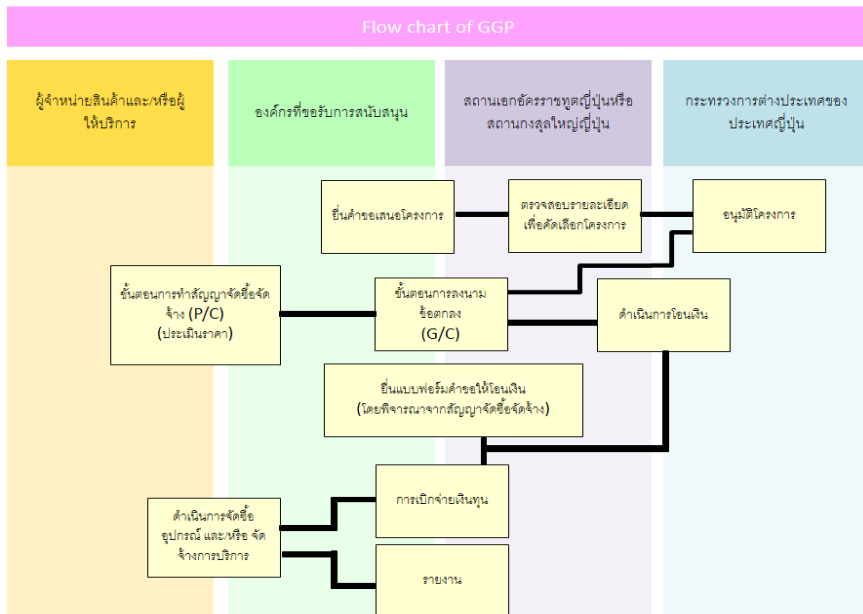 Flow chart of GGP
ผู้จำหน่ายสินค้าและ/หรือผู้
ให้บริการ
องค์กรที่ขอรับการสนับสนุน
สถานเอกอัครราชทูตญี่ปุ่นหรือ
สถานกงสุลใหญ่ญี่ปุ่น
กระทรวงการต่างประเทศของ
ประเทศญี่ปุ่น
ยื่นคำขอเสนอโครงการ
ตรวจสอบรายละเอียด
เพื่อคัดเลือกโครงการ
อนุมัติโครงการ
ขั้นตอนการทำสัญญาจัดซื้อจัด
จ้าง (P/C)
(ประเมินราคา)
ขั้นตอนการลงนาม
ข้อตกลง
(G/C)
ดำเนินการโอนเงิน
ยื่นแบบฟอร์มคำขอให้โอนเงิน
(โดยพิจารณาจากสัญญาจัดซื้อจัดจ้าง)
การเบิกจ่ายเงินทุน
ดำเนินการจัดซื้อ
อุปกรณ์ และ/หรือ จัด
จ้างการบริการ
รายงาน